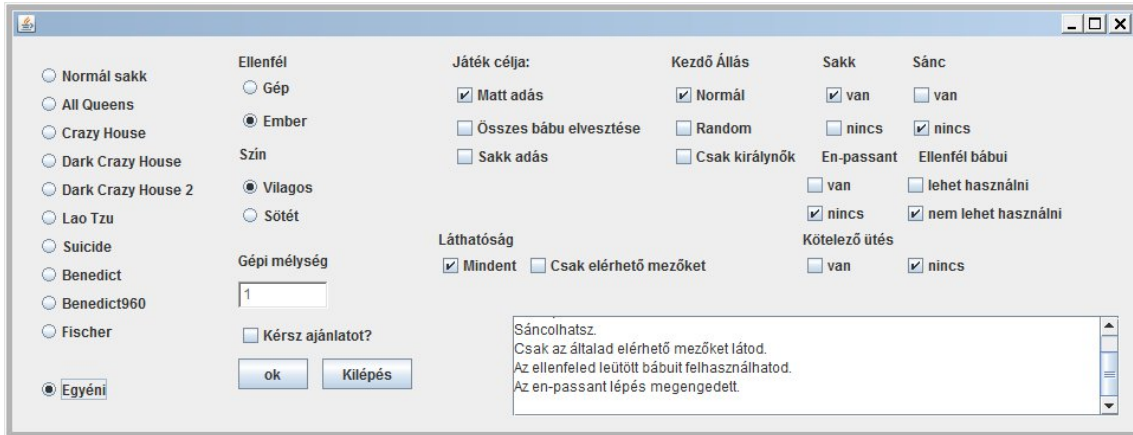 Normál sakk
All Queens
Crazy House
Dark Crazy House
Dark Crazy House 2
Lao Tzu
Suicide
Benedict
Benedict960
Fischer
Egyéni
Ellenfél
Gép
Ember
Szín
Vilagos
Sötét
Gépi mélység
1
Kérsz ajánlatot?
ok Kilépés
Játék célja:
Matt adás
Összes bábu elvesztése
Sakk adás
Kezdő Állás
Normál
Random
Csak királynők
Sakk
van
nincs
Sánc
van
nincs
En-passant
van
nincs
Ellenfél bábui
lehet használni
nem lehet használni
Láthatóság
Mindent Csak elérhető mezőket
Kötelező ütés
van nincs
Sáncolhatsz.
Csak az általad elérhető mezőket látod.
Az ellenfeled leütött bábuit felhasználhatod.
Az en-passant lépés megengedett.